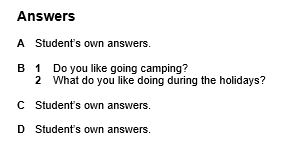 Answers
A Student's own answers.
B 1 Do you like going camping?
2 What do you like doing during the holidays?
C Student's own answers.
D Student's own answers.